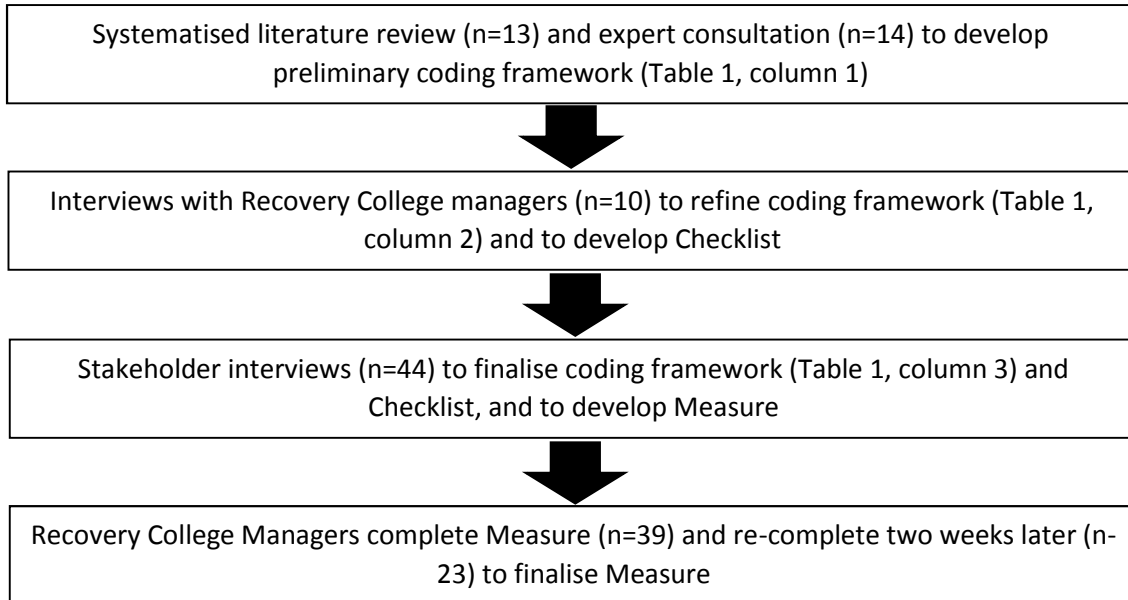 Systematised literature review (n=13) and expert consultation (n=14) to develop
preliminary coding framework (Table 1, column 1)
Interviews with Recovery College managers (n=10) to refine coding framework (Table 1,
column 2) and to develop Checklist
Stakeholder interviews (n=44) to finalise coding framework (Table 1, column 3) and
Checklist, and to develop Measure
Recovery College Managers complete Measure (n=39) and re-complete two weeks later (n-
23) to finalise Measure